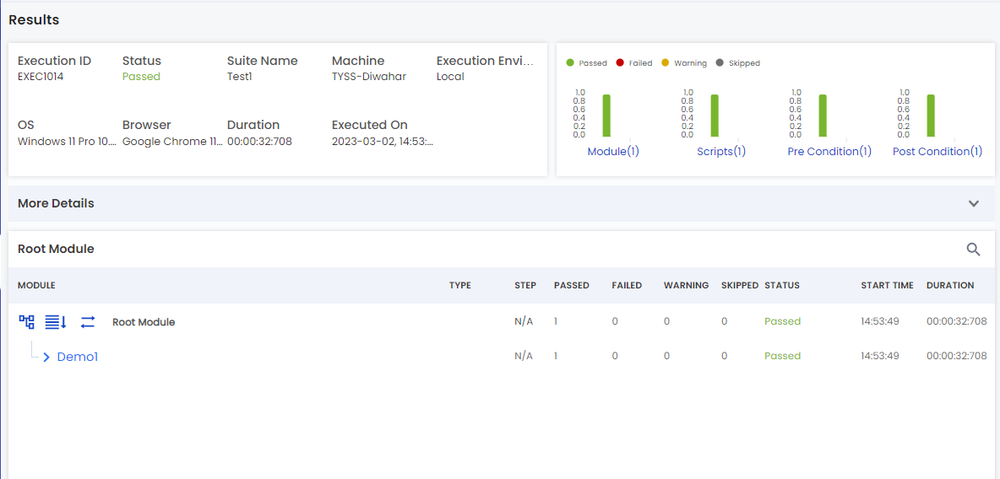 Results
Execution ID Status Suite Name Machine Execution Envi...
EXEC1014 Passed Test1 TYSS-Diwahar Local
OS Browser Duration Executed On
Windows 11 Pro 10.... Google Chrome 11... 00:00:32:708 2023-03-02, 14:53:...
Passed Failed Warning Skipped
1.0 1.0 1.0 1.0
0.8 0.8 0.8 0.8
0.6 0.6 0.6 0.6
0.4 0.4 0.4 0.4
0.2 0.2 0.2 0.2
0.0 0.0 0.0 0.0
Module(1) Scripts(1) Pre Condition(1) Post Condition(1)
More Details
Root Module
MODULE TYPE STEP PASSED FAILED WARNING SKIPPED STATUS START TIME DURATION
Root Module N/A 1 0 0 0 Passed 14:53:49 00:00:32:708
Demo1 N/A 1 0 0 0 Passed 14:53:49 00:00:32:708